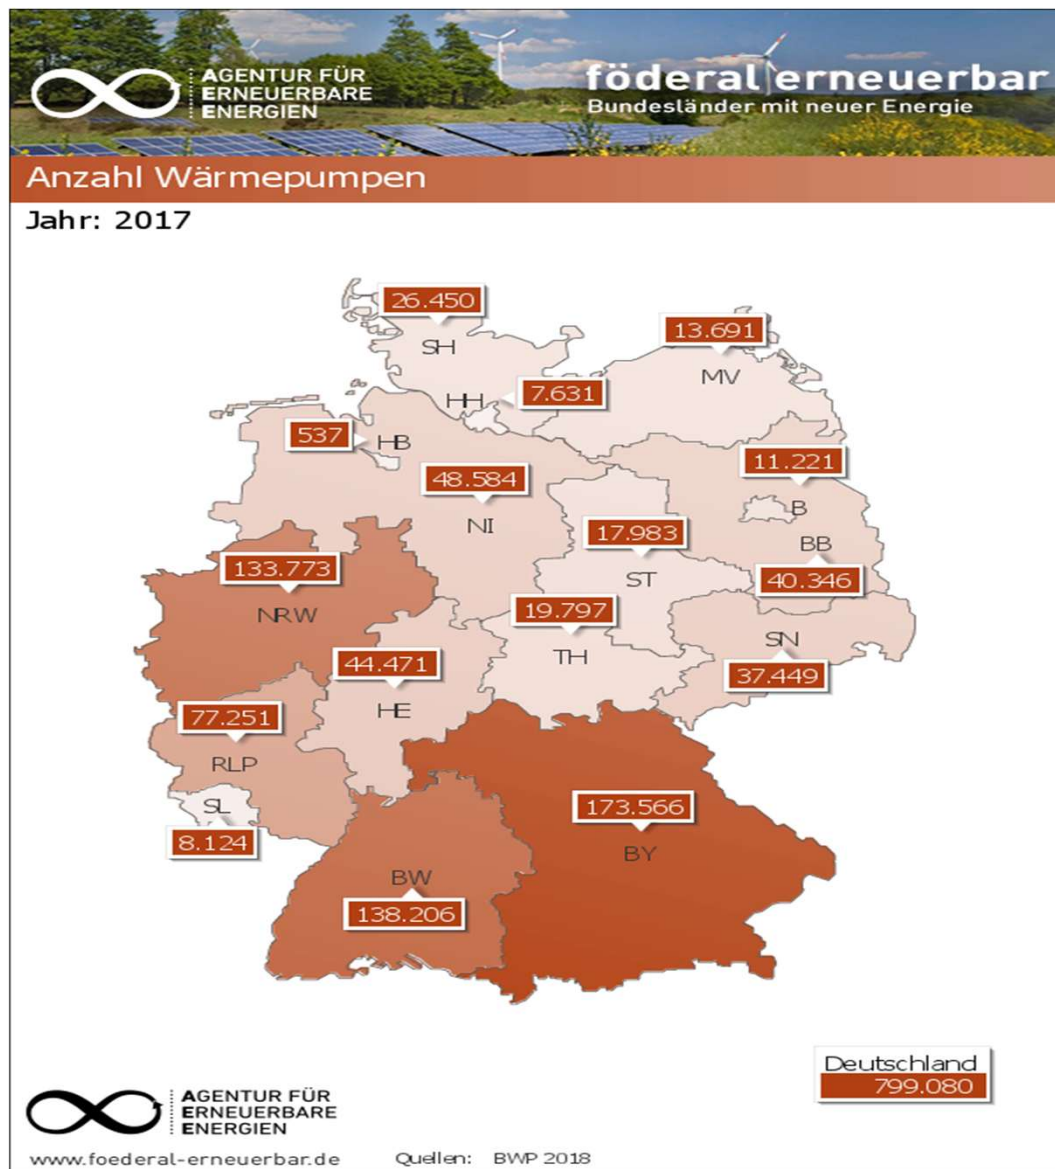 AGENTUR FÜR
ERNEUERBARE
ENERGIEN
föderal erneuerbar
Bundesländer mit neuer Energie
Anzahl Wärmepumpen
Jahr: 2017
26.450
SH
13.691
MV
HH
7.631
537
HB
11.221
B
48.584
NI
17.983
ST
BB
40.346
133.773
NRW
19.797
TH
SN
37.449
44.471
HE
77.251
RLP
SL
8.124
173.566
BY
BW
138.206
Deutschland
799.080
AGENTUR FÜR
ERNEUERBARE
ENERGIEN
www.foederal-erneuerbar.de Quellen: BWP 2018